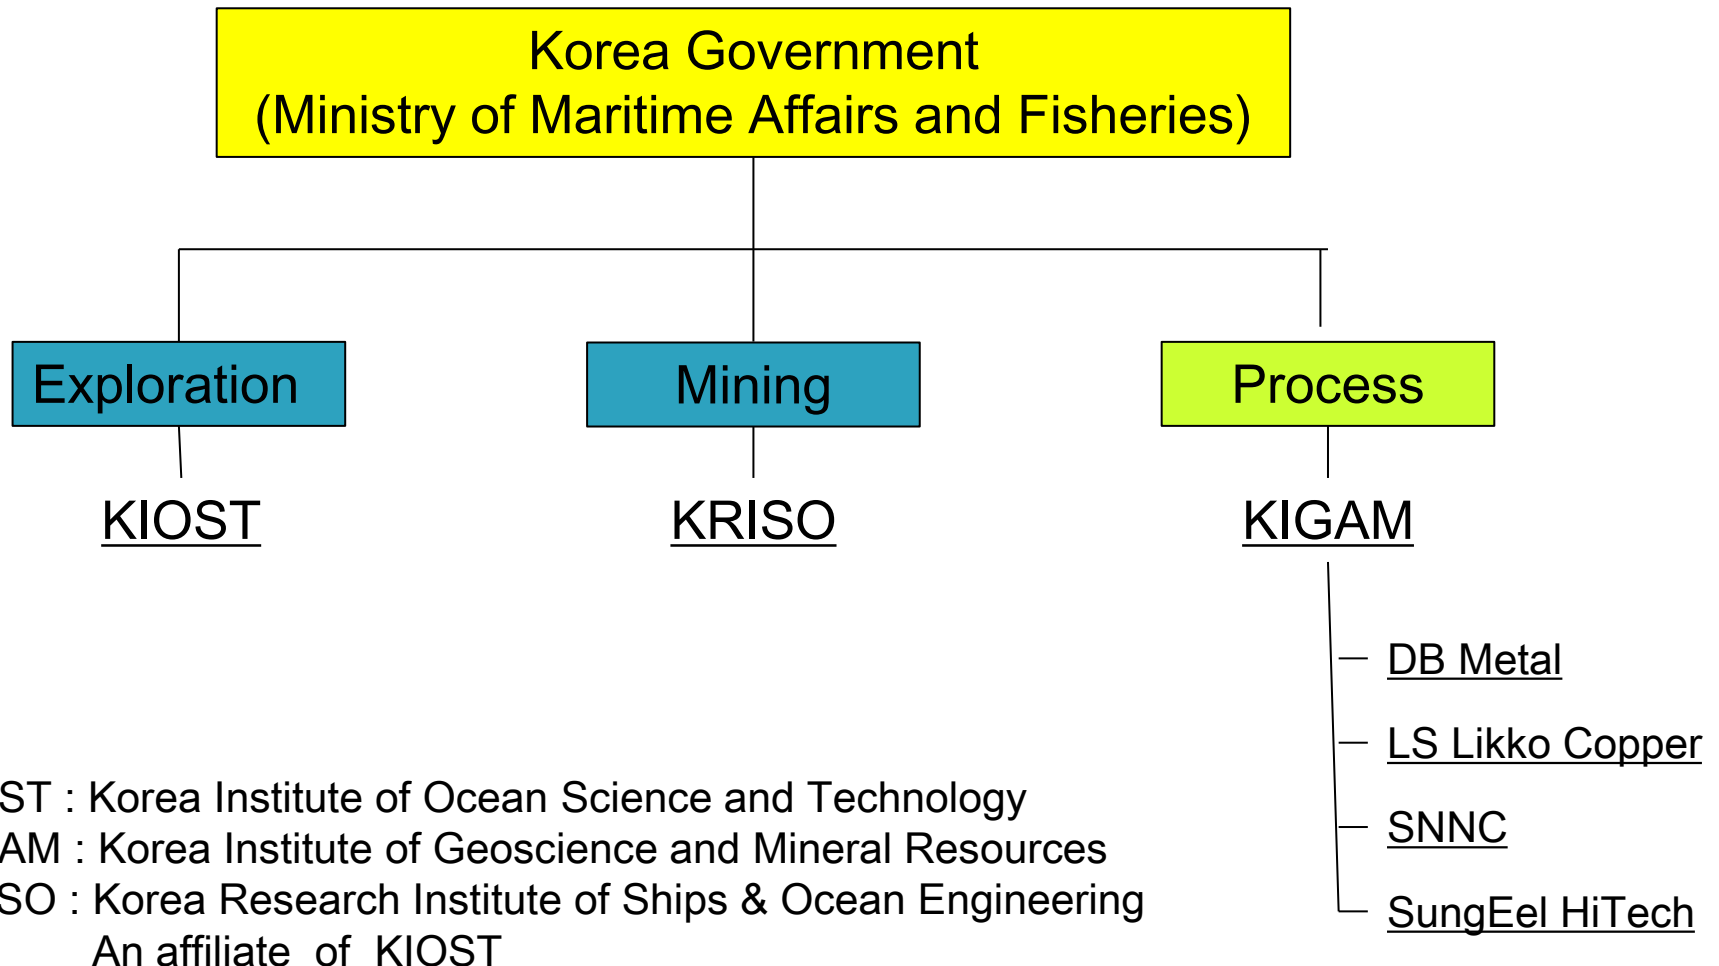 Korea Government
(Ministry of Maritime Affairs and Fisheries)
Exploration
Mining
Process
KIOST
KRISO
KIGAM
DB Metal
LS Likko Copper
SNNC
SungEel HiTech
ST : Korea Institute of Ocean Science and Technology
AM : Korea Institute of Geoscience and Mineral Resources
SO : Korea Research Institute of Ships & Ocean Engineering
An affiliate of KIOST